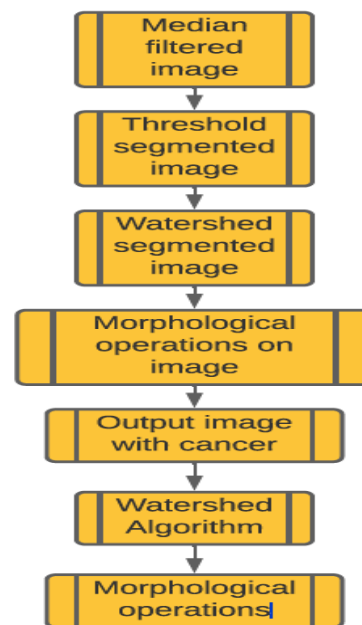 Median
filtered
image
Threshold
segmented
image
Watershed
segmented
image
Morphological
operations on
image
Output image
with cancer
Watershed
Algorithm
Morphological
operations